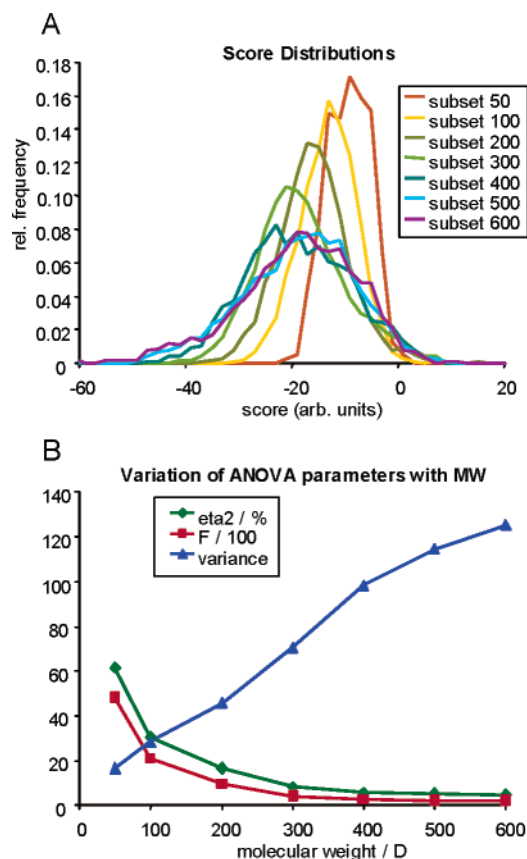 A
Score Distributions
rel. frequency
0.18
0.16
0.14
0.12
0.10
0.08
0.06
0.04
0.02
0.00
subset 50
subset 100
subset 200
subset 300
subset 400
subset 500
subset 600
-60 -40 -20 0 20
score (arb. units)
B
Variation of ANOVA parameters with MW
140
120
100
80
60
40
20
0
eta2 / %
F / 100
variance
0 100 200 300 400 500 600
molecular weight / D